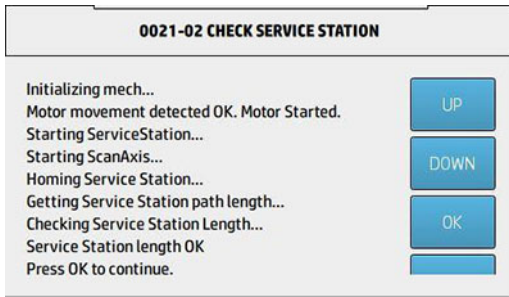 0021-02 CHECK SERVICE STATION
Initializing mech...
Motor movement detected OK. Motor Started.
Starting ServiceStation...
Starting ScanAxis...
Homing Service Station...
Getting Service Station path length...
Checking Service Station Length...
Service Station length OK
Press OK to continue.
UP
DOWN
OK